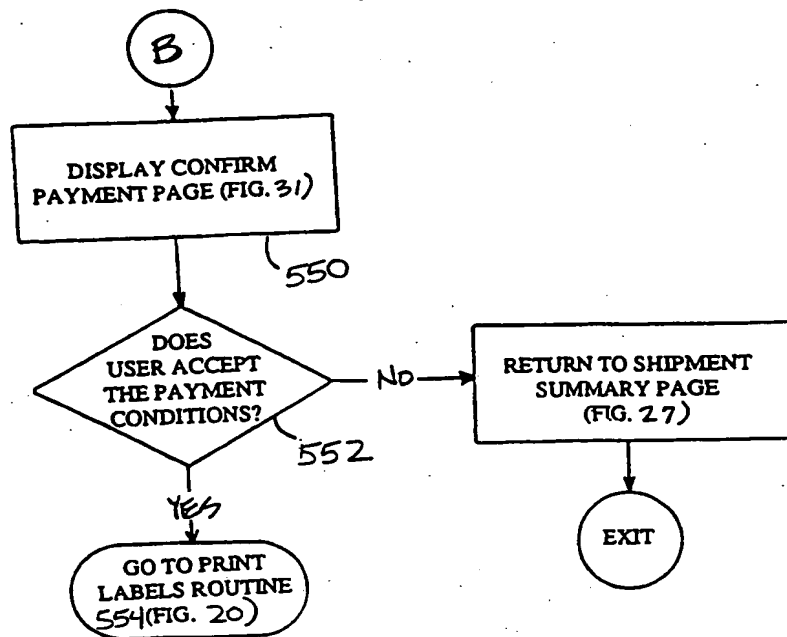 B
DISPLAY CONFIRM
PAYMENT PAGE (FIG. 31)
550
DOES
USER ACCEPT
THE PAYMENT
CONDITIONS?
552
NO
RETURN TO SHIPMENT
SUMMARY PAGE
(FIG. 27)
EXIT
YES
GO TO PRINT
LABELS ROUTINE
554 (FIG. 20)